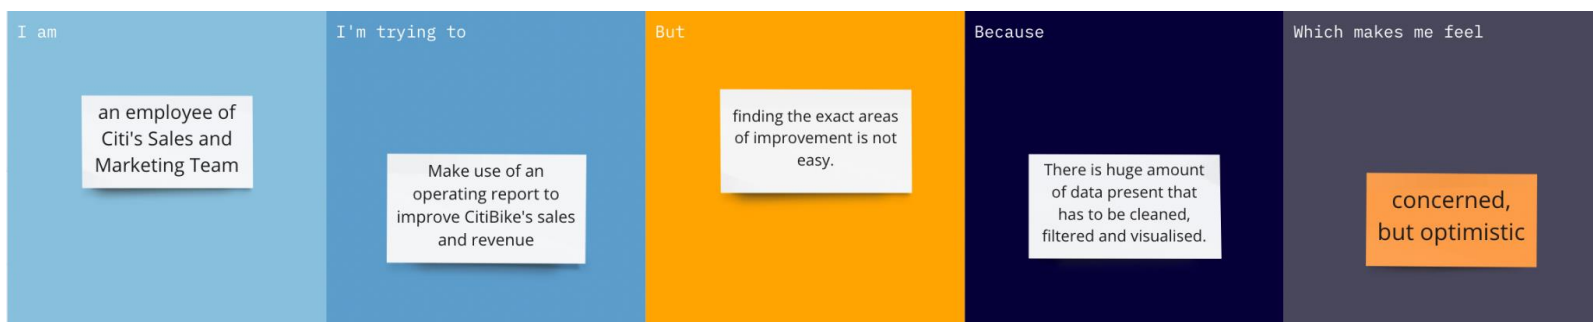 I am
an employee of
Citi's Sales and
Marketing Team
I'm trying to
Make use of an
operating report to
improve CitiBike's sales
and revenue
But
finding the exact areas
of improvement is not
easy.
Because
There is huge amount
of data present that
has to be cleaned,
filtered and visualised.
Which makes me feel
concerned,
but optimistic